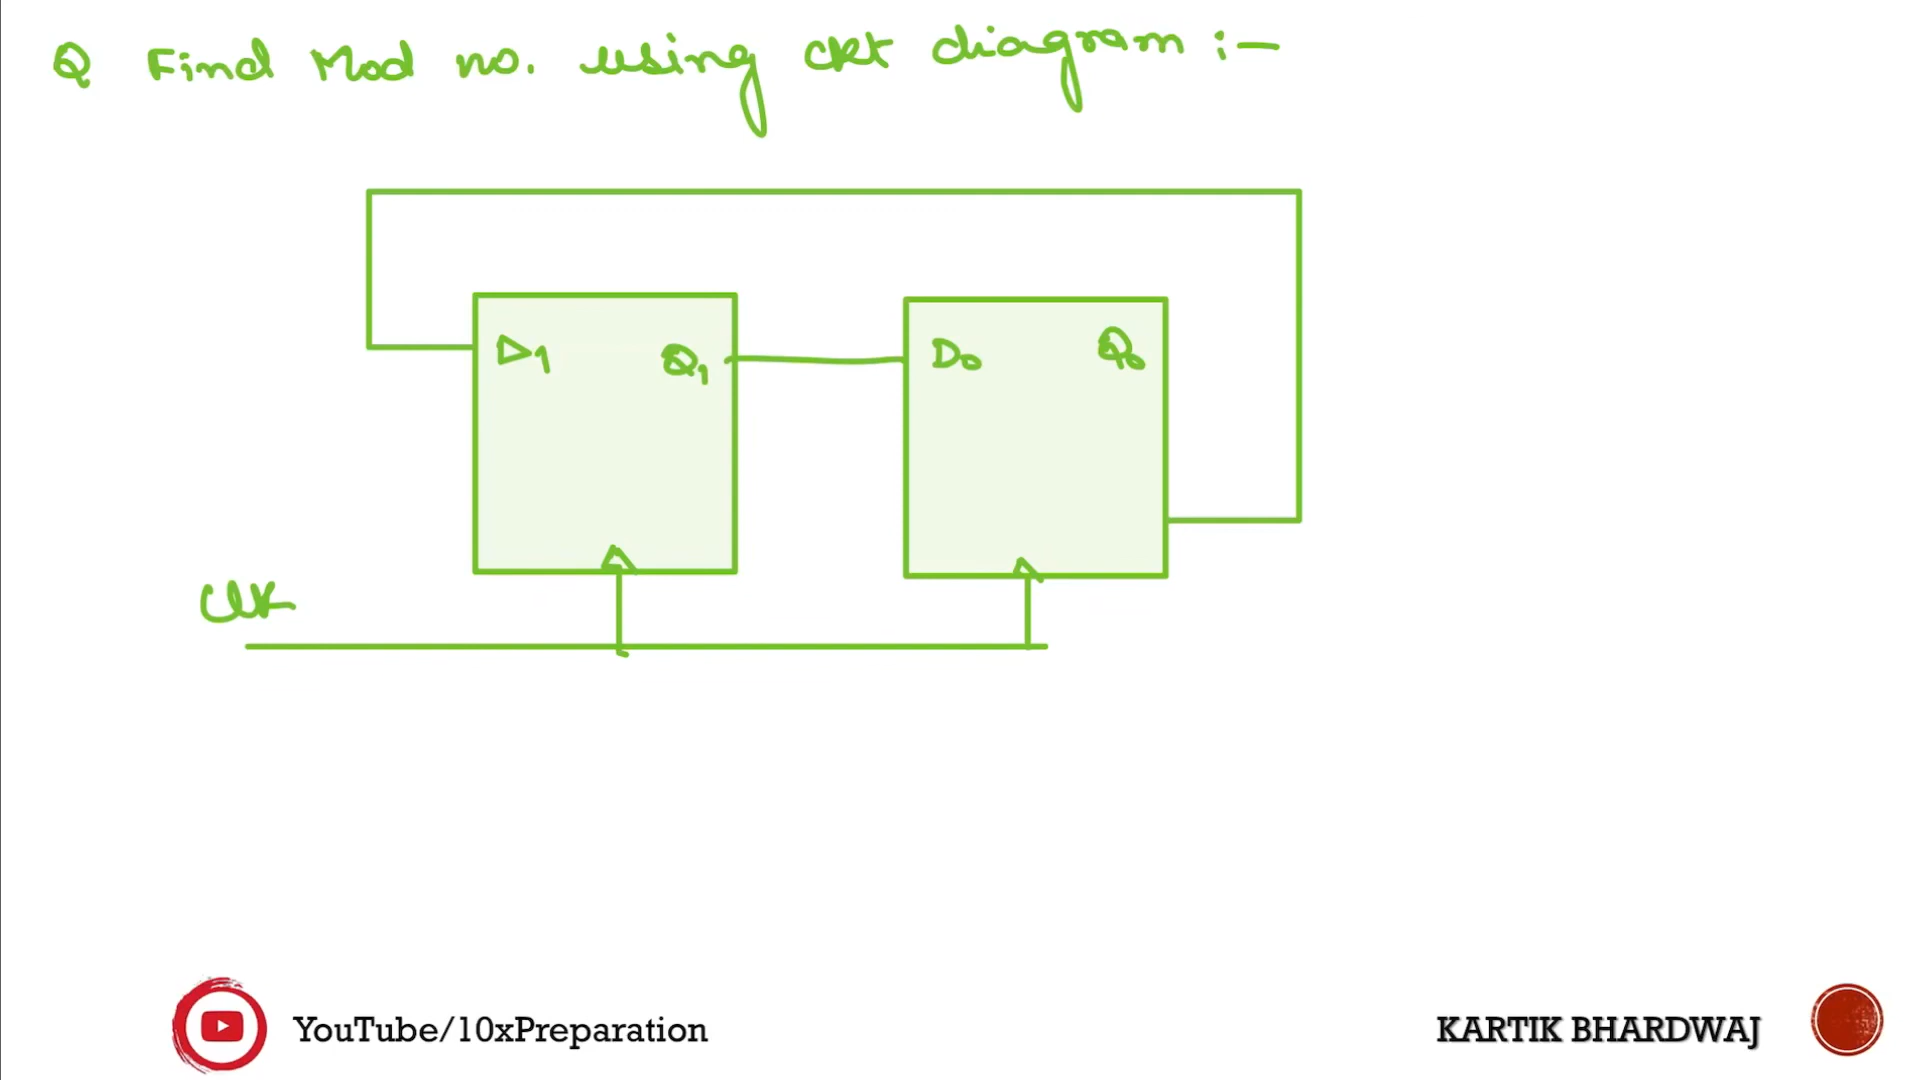 Q Find Mod no. using ckt diagram :-
D1 Q1 D0 Q0
Clk
YouTube/10xPreparation
KARTIK BHARDWAJ